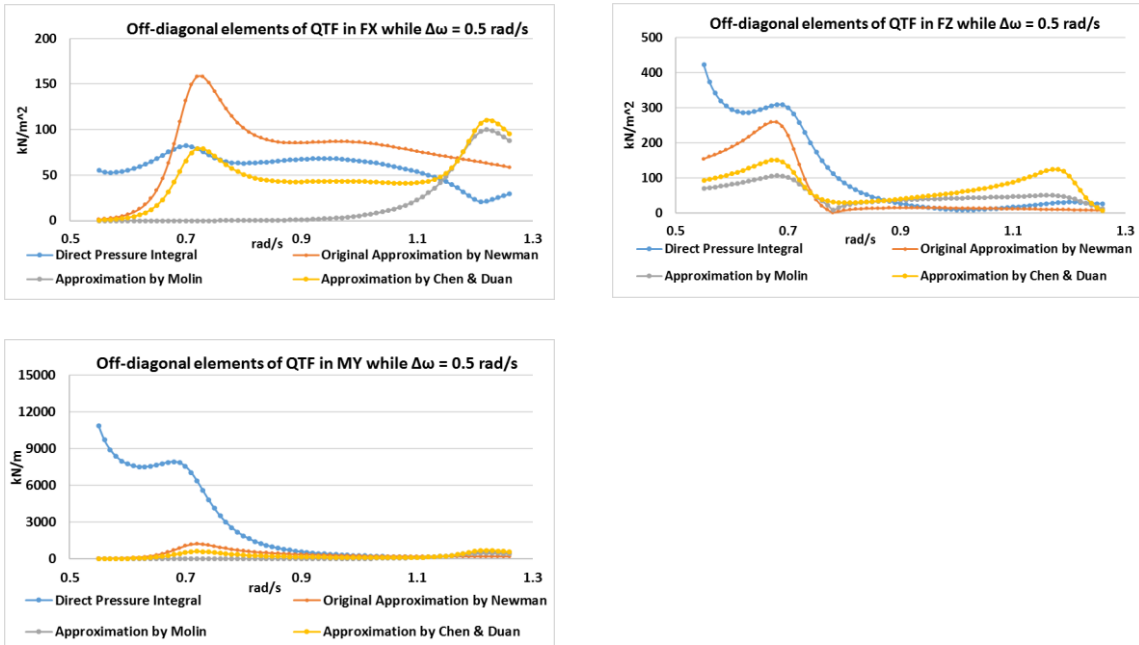 Off-diagonal elements of QTF in FX while Δω = 0.5 rad/s
200
150
100
50
0
kN/m^2
0.5 0.7 0.9 1.1 1.3
rad/s
Direct Pressure Integral Original Approximation by Newman
Approximation by Molin Approximation by Chen & Duan
Off-diagonal elements of QTF in FZ while Δω = 0.5 rad/s
500
400
300
200
100
0
kN/m^2
0.5 0.7 0.9 1.1 1.3
rad/s
Direct Pressure Integral Original Approximation by Newman
Approximation by Molin Approximation by Chen & Duan
Off-diagonal elements of QTF in MY while Δω = 0.5 rad/s
15000
12000
9000
6000
3000
0
kN/m
0.5 0.7 0.9 1.1 1.3
rad/s
Direct Pressure Integral Original Approximation by Newman
Approximation by Molin Approximation by Chen & Duan